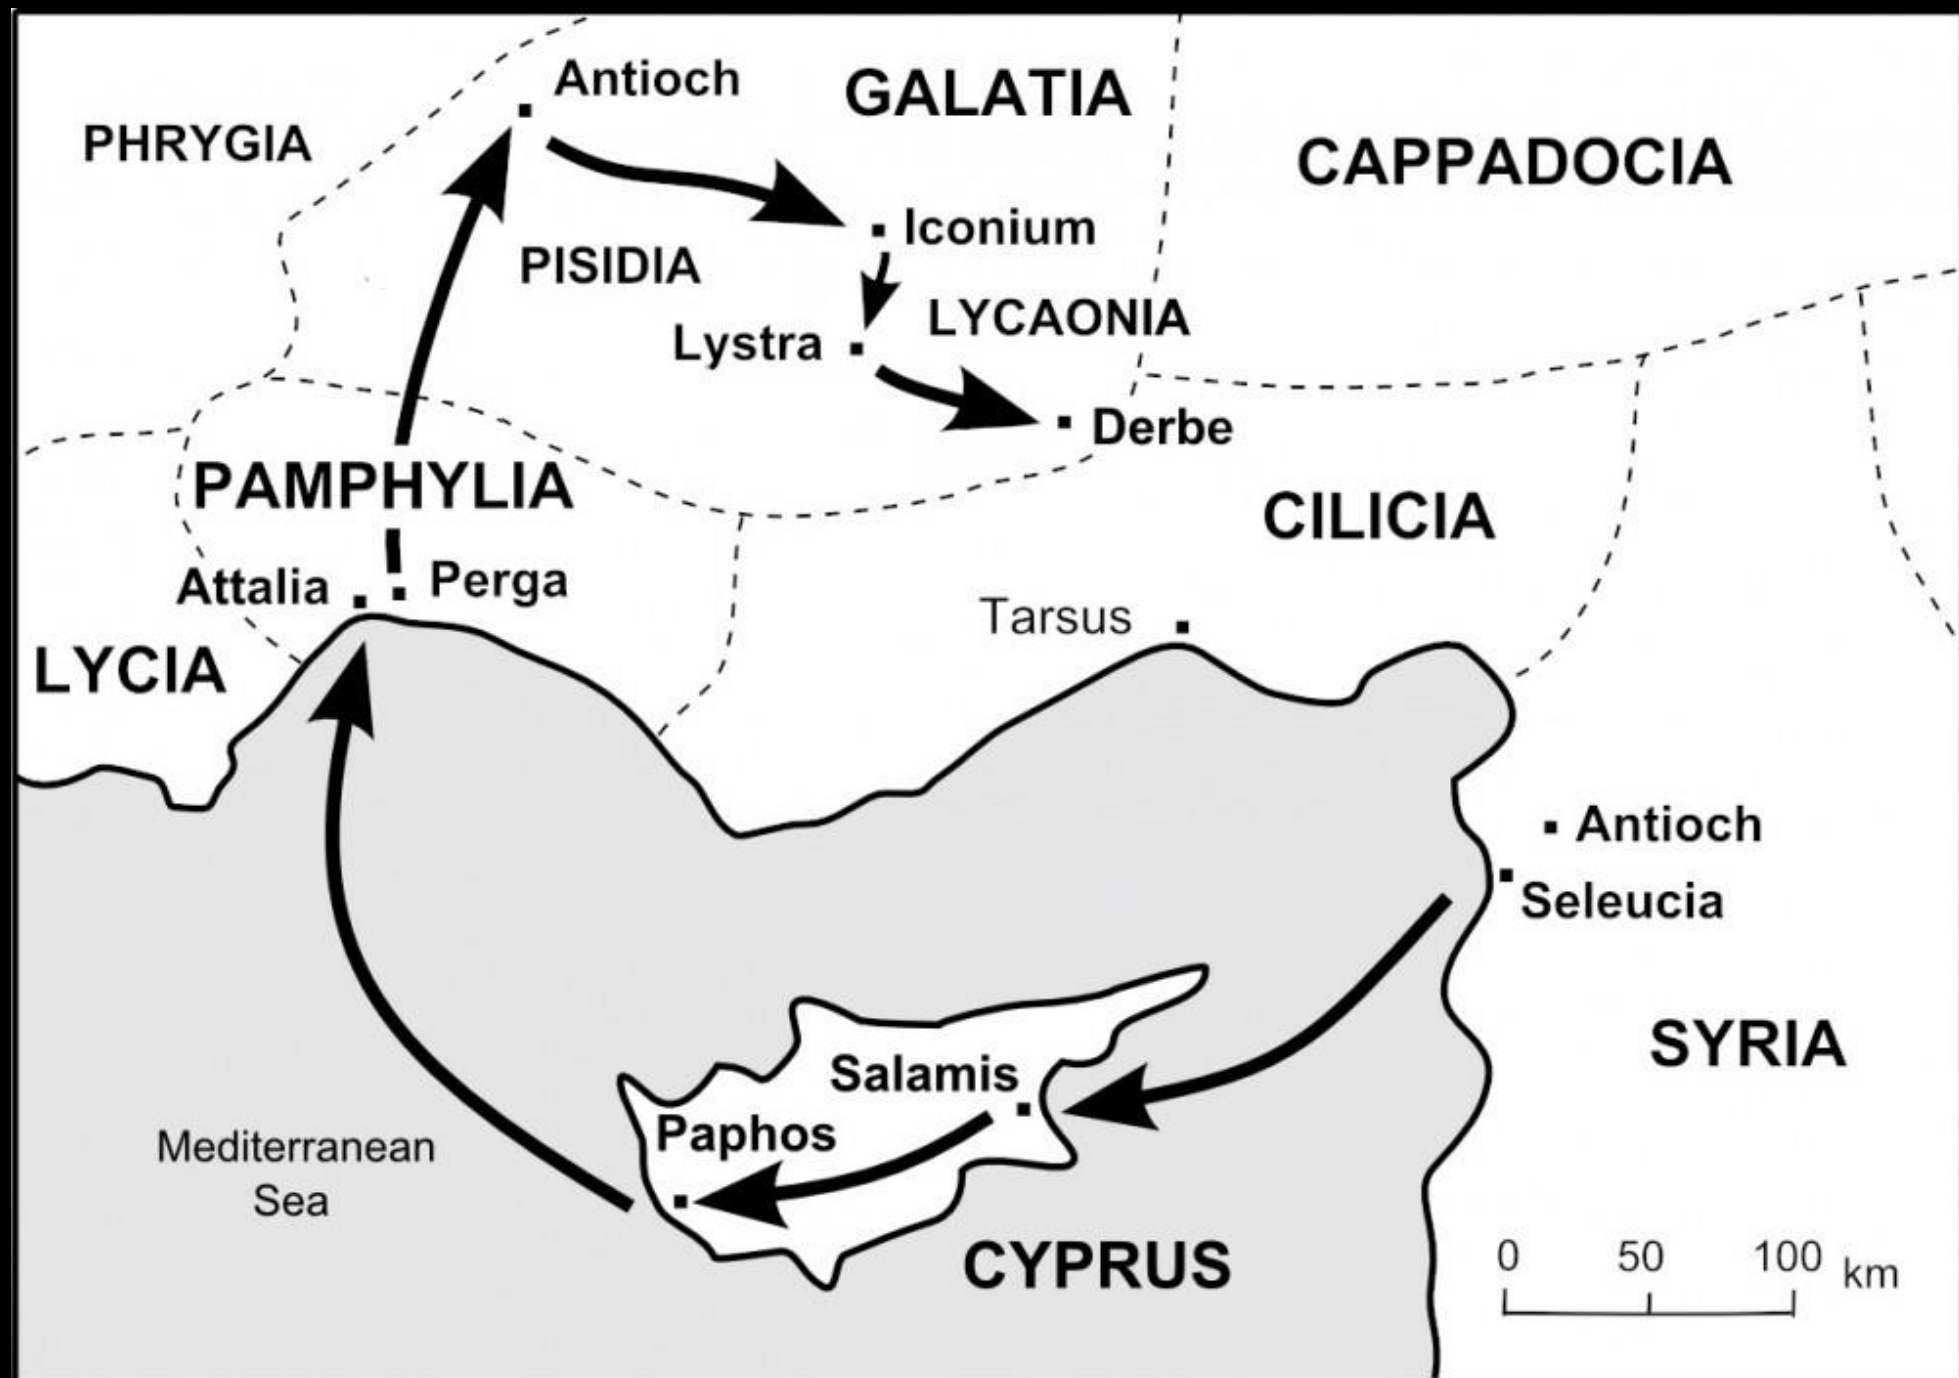 Antioch
GALATIA
PHRYGIA
CAPPADOCIA
Iconium
PISIDIA
LYCAONIA
Lystra
Derbe
PAMPHYLIA
CILICIA
Attalia
Perga
Tarsus
LYCIA
Antioch
Seleucia
SYRIA
Salamis
Paphos
Mediterranean
Sea
CYPRUS
0 50 100 km